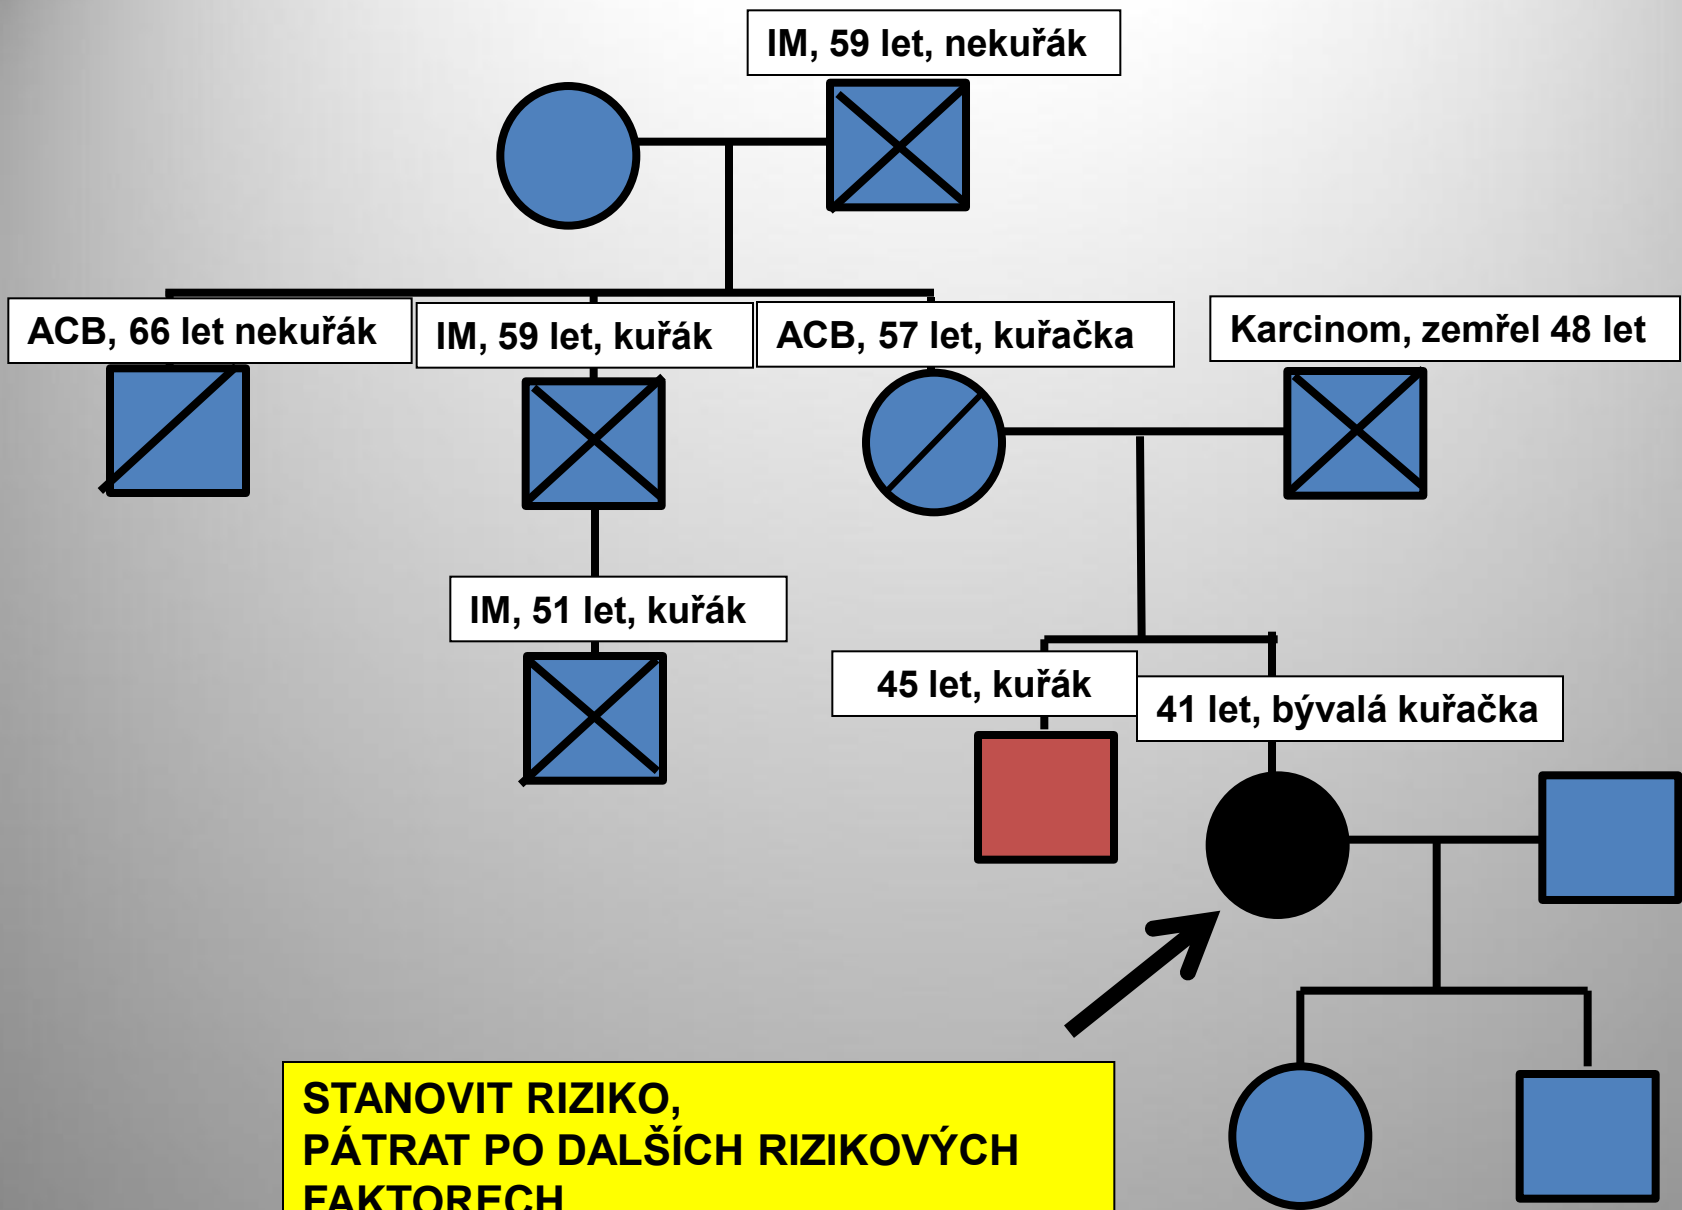 IM, 59 let, nekuřák
ACB, 66 let nekuřák
IM, 59 let, kuřák
ACB, 57 let, kuřačka
Karcinom, zemřel 48 let
IM, 51 let, kuřák
45 let, kuřák
41 let, bývalá kuřačka
STANOVIT RIZIKO,
PÁTRAT PO DALŠÍCH RIZIKOVÝCH
FAKTORECH